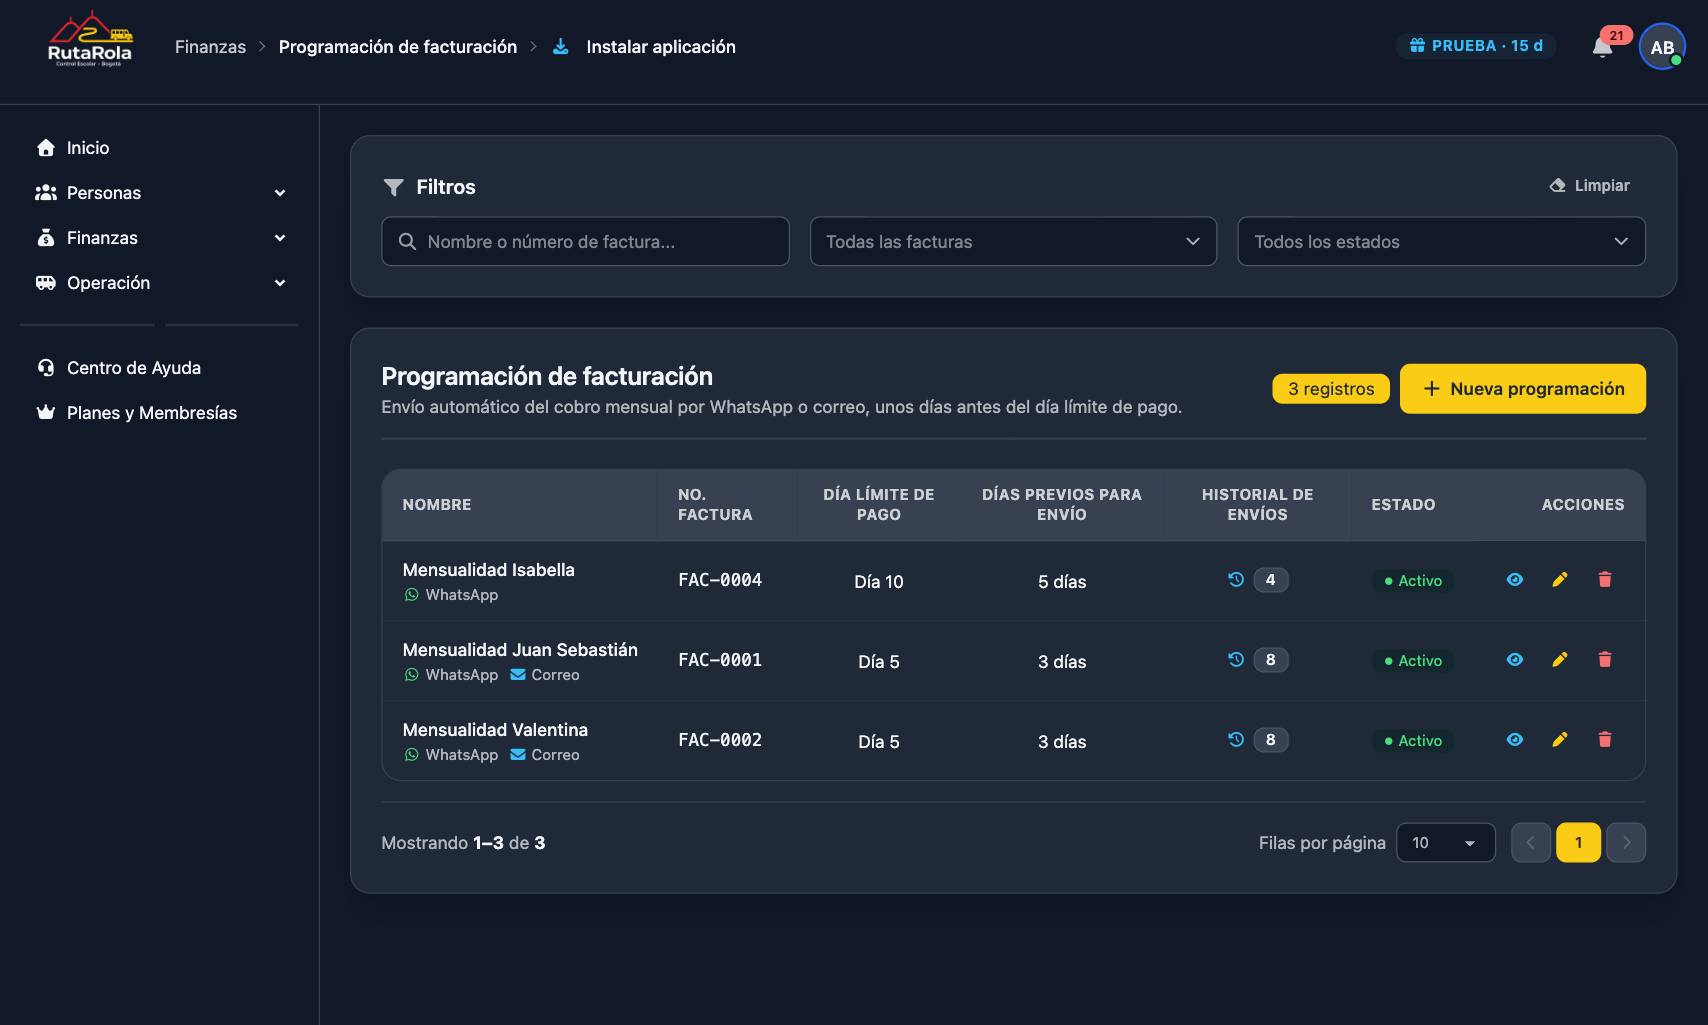 RutaRola
Control Escolar - Bogotá
Finanzas
Programación de facturación
Instalar aplicación
PRUEBA · 15 d
21
AB
Inicio
Personas
Finanzas
Operación
Centro de Ayuda
Planes y Membresías
Filtros
Limpiar
Nombre o número de factura...
Todas las facturas
Todos los estados
Programación de facturación
Envío automático del cobro mensual por WhatsApp o correo, unos días antes del día límite de pago.
3 registros
+ Nueva programación
NOMBRE
NO.
FACTURA
DÍA LÍMITE DE
PAGO
DÍAS PREVIOS PARA
ENVÍO
HISTORIAL DE
ENVÍOS
ESTADO
ACCIONES
Mensualidad Isabella
WhatsApp
FAC-0004
Día 10
5 días
4
Activo
Mensualidad Juan Sebastián
WhatsApp Correo
FAC-0001
Día 5
3 días
8
Activo
Mensualidad Valentina
WhatsApp Correo
FAC-0002
Día 5
3 días
8
Activo
Mostrando 1–3 de 3
Filas por página
10
1